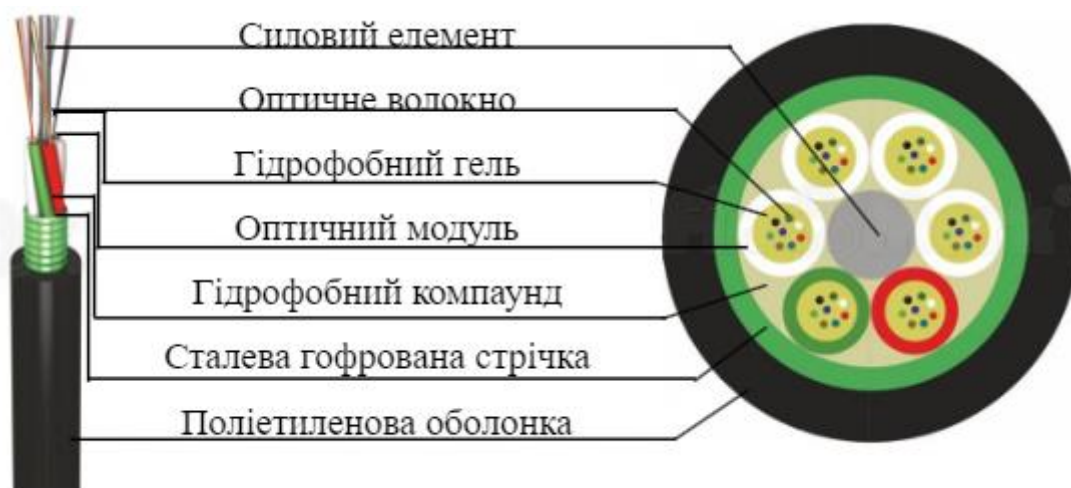 Силовий елемент
Оптичне волокно
Гідрофобний гель
Оптичний модуль
Гідрофобний компаунд
Сталева гофрована стрічка
Поліетиленова оболонка